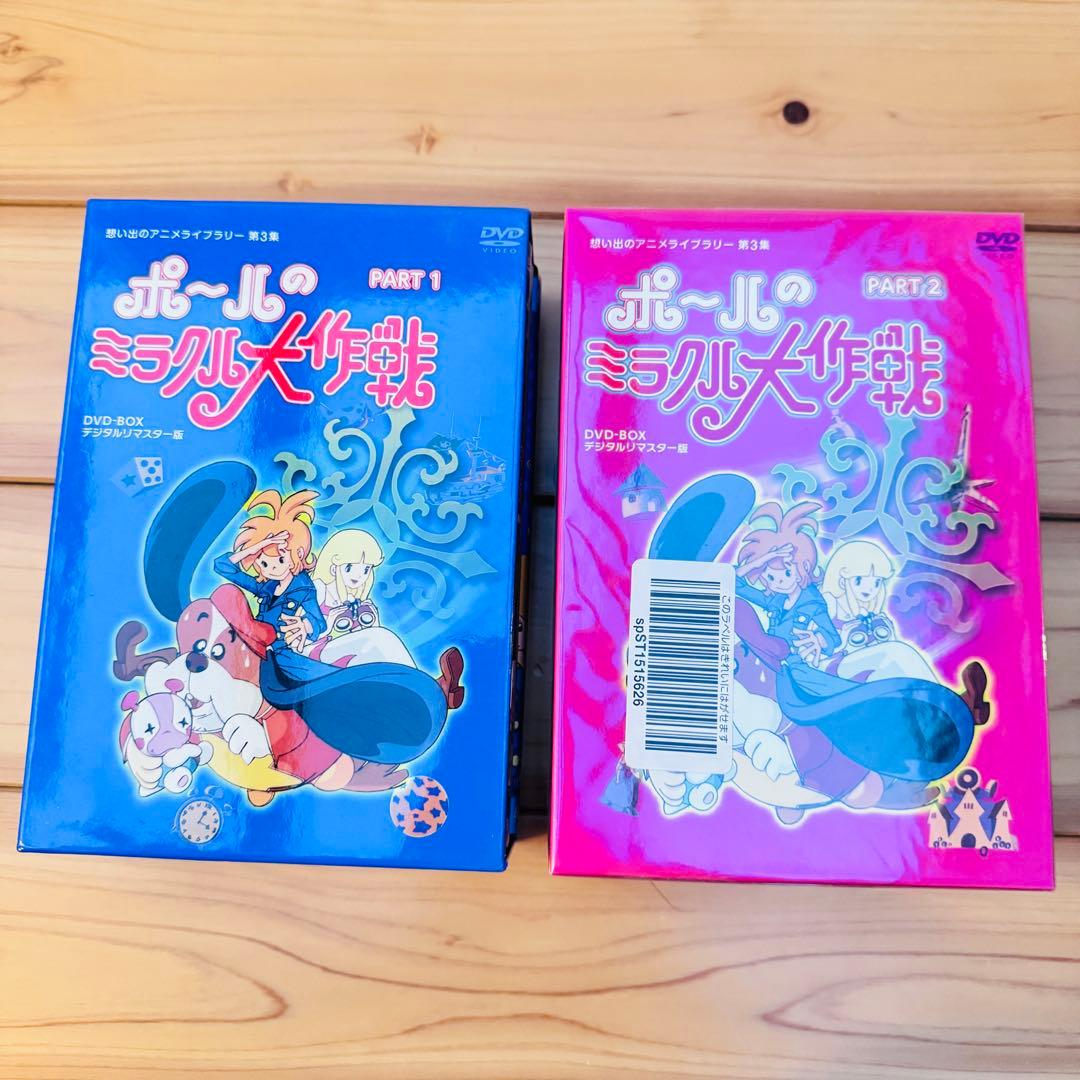 想い出のアニメライブラリー 第3集
DVD
VIDEO
ポールの
PART 1
ミラクル大作戦
DVD-BOX
デジタルリマスター版
想い出のアニメライブラリー 第3集
DVD
VIDEO
ポールの
PART 2
ミラクル大作戦
DVD-BOX
デジタルリマスター版
このラベルはきれいにはがせます
spST1515626